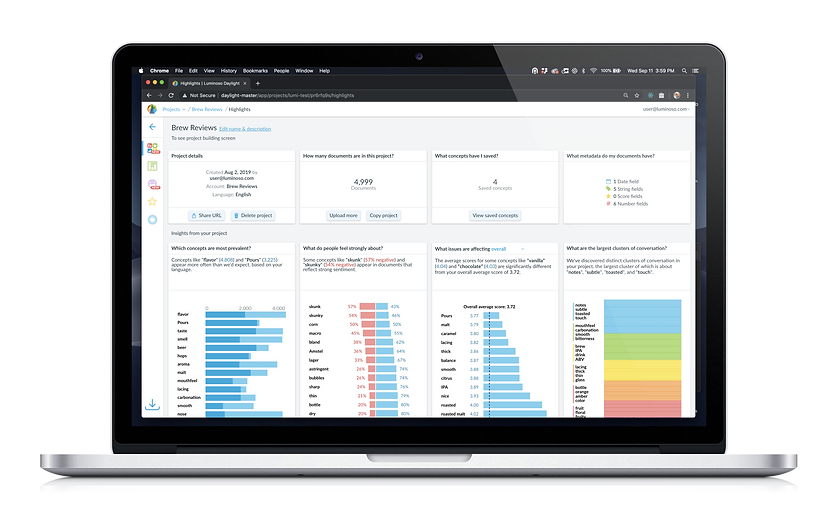 Chrome File Edit View History Bookmarks People Window Help 100% Wed Sep 11 3:59 PM
Highlights | Luminoso Daylight
Not Secure | daylight-master/app/projects/lumi-test/prr6rtq9s/highlights
Projects / Brew Reviews / Highlights user@luminoso.com
Brew Reviews Edit name & description
To see project building screen
Project details
Created Aug 2, 2019 by
user@luminoso.com
Account: Brew Reviews
Language: English
Share URL Delete project
How many documents are in this project?
4,999
Documents
Upload more Copy project
What concepts have I saved?
4
Saved concepts
View saved concepts
What metadata do my documents have?
1 Date field
5 String fields
0 Score fields
6 Number fields
Insights from your project
Which concepts are most prevalent?
Concepts like "flavor" (4,808) and "Pours" (3,225)
appear more often than we'd expect, based on your
language.
0 2,000 4,000
flavor
Pours
taste
smell
beer
hops
aroma
malt
mouthfeel
lacing
carbonation
smooth
nose
What do people feel strongly about?
Some concepts like "skunk" (57% negative) and
"skunky" (54% negative) appear in documents that
reflect strong sentiment.
skunk 57% 43%
skunky 54% 46%
corn 50% 50%
macro 45% 55%
bland 38% 62%
Amstel 36% 64%
lager 33% 67%
astringent 26% 74%
bubbles 26% 74%
sharp 24% 76%
thin 21% 79%
bottle 20% 80%
dry 20% 80%
What issues are affecting overall
The average scores for some concepts like "vanilla"
(4.04) and "chocolate" (4.03) are significantly different
from your overall average of 3.72.
Overall average score: 3.72
Pours 3.77
malt 3.79
caramel 3.80
lacing 3.82
thick 3.86
balance 3.87
smooth 3.88
citrus 3.86
IPA 3.89
nice 3.93
roasted 4.00
roasted malt 4.02
What are the largest clusters of conversation?
We've discovered distinct clusters of conversation in
your project, the largest cluster of which is about
"notes", "subtle", "toasted", and "touch".
notes
subtle
toasted
touch
mouthfeel
carbonation
smooth
bitterness
brew
IPA
drink
ABV
lacing
thick
thin
glass
bottle
orange
amber
color
fruit
floral